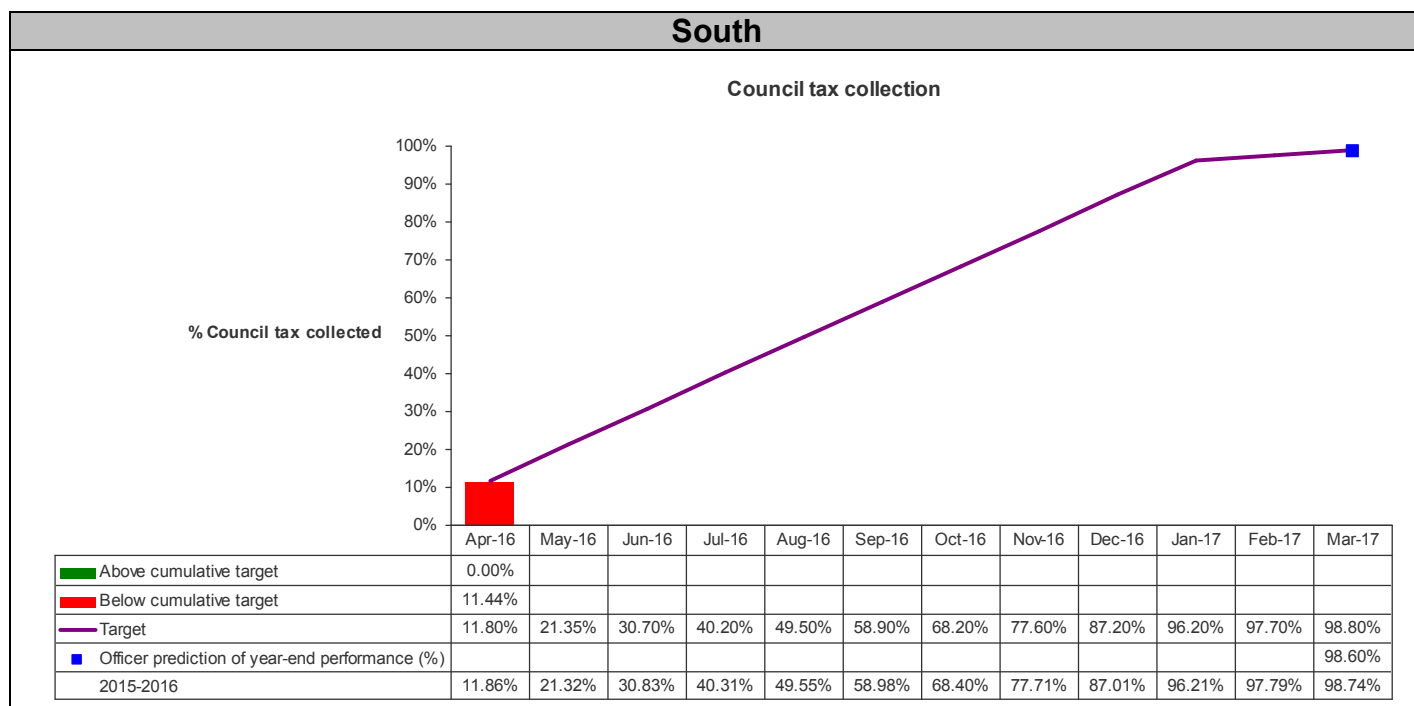 South
Council tax collection
% Council tax collected
100%
90%
80%
70%
60%
50%
40%
30%
20%
10%
0%
Apr-16 May-16 Jun-16 Jul-16 Aug-16 Sep-16 Oct-16 Nov-16 Dec-16 Jan-17 Feb-17 Mar-17
Above cumulative target 0.00%
Below cumulative target 11.44%
Target 11.80% 21.35% 30.70% 40.20% 49.50% 58.90% 68.20% 77.60% 87.20% 96.20% 97.70% 98.80%
Officer prediction of year-end performance (%) 98.60%
2015-2016 11.86% 21.32% 30.83% 40.31% 49.55% 58.98% 68.40% 77.71% 87.01% 96.21% 97.79% 98.74%